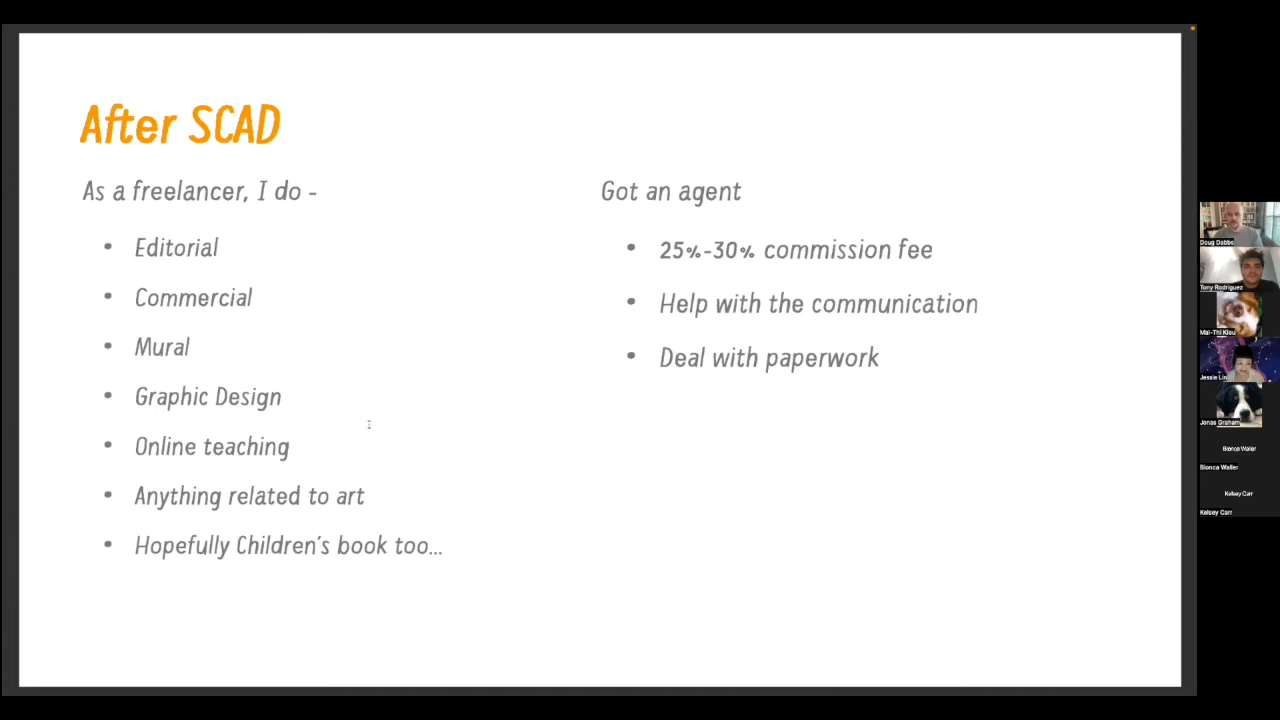 After SCAD
As a freelancer, I do -
• Editorial
• Commercial
• Mural
• Graphic Design
• Online teaching
• Anything related to art
• Hopefully Children's book too...
Got an agent
• 25%-30% commission fee
• Help with the communication
• Deal with paperwork
Doug Dabbs
Tony Rodriguez
Mai-Thi Kieu
Jessie Lin
Jonas Graham
Bionca Waller
Bionca Waller
Kelsey Carr
Kelsey Carr